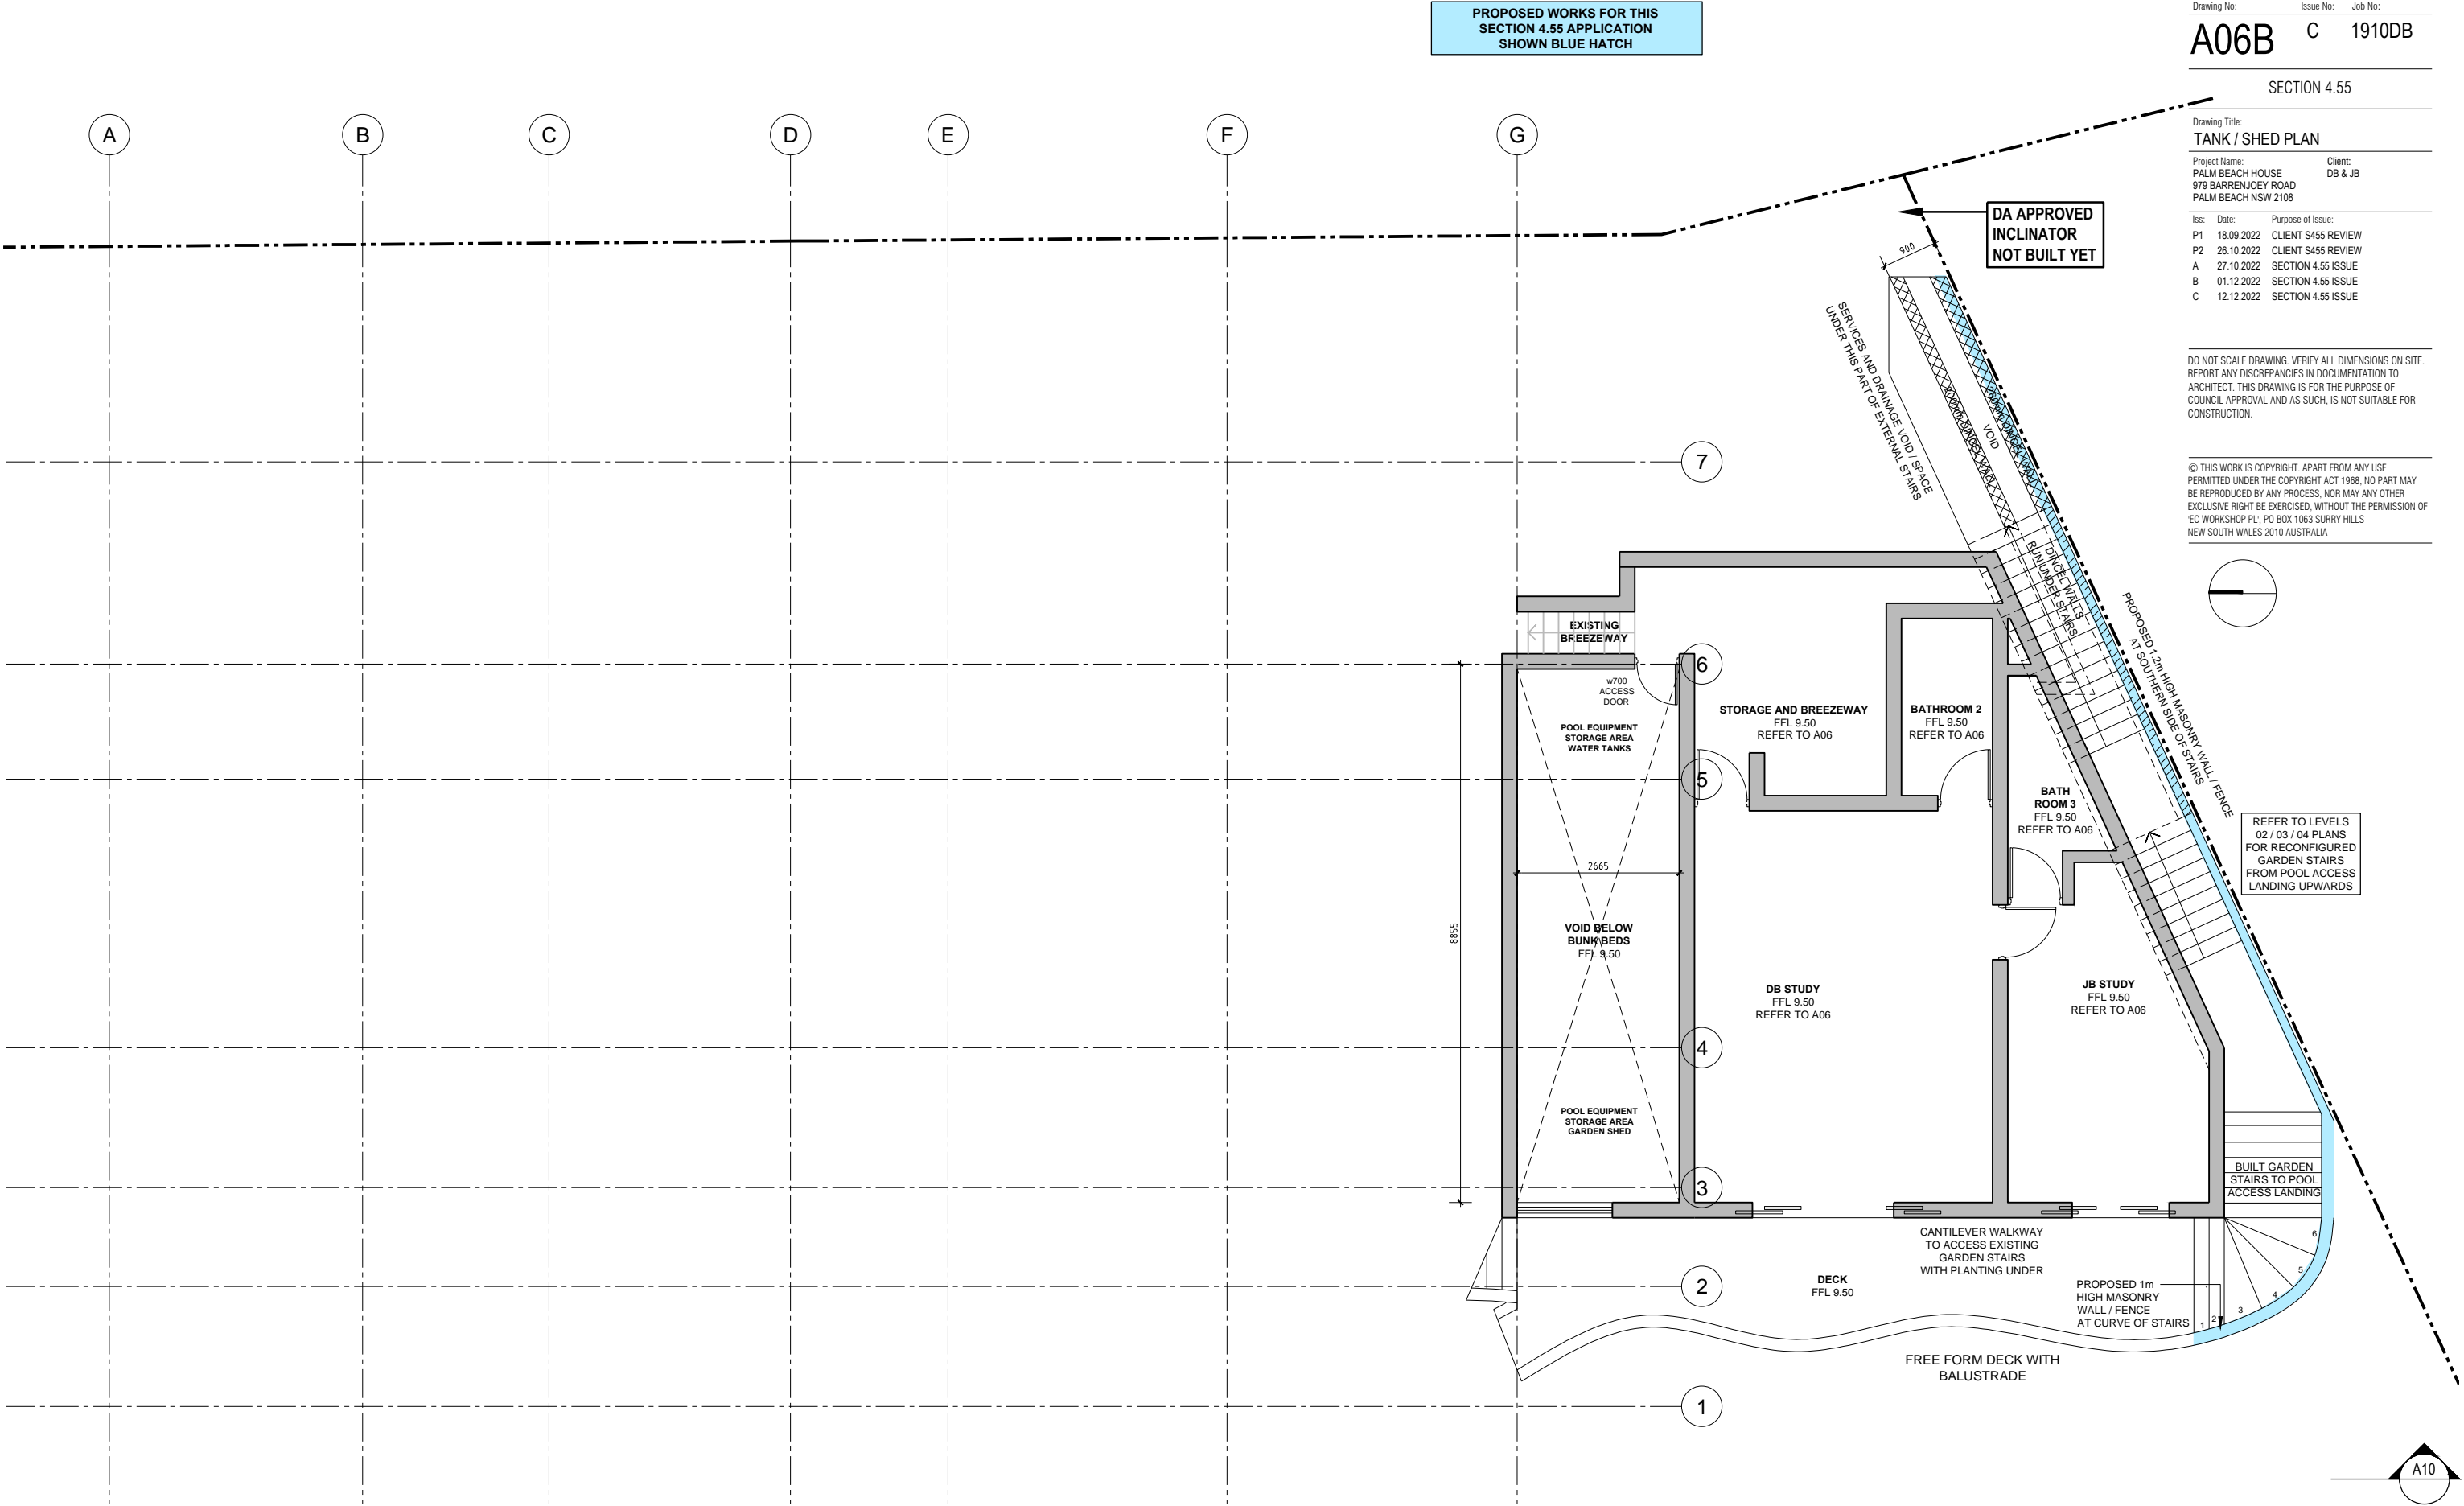 PROPOSED WORKS FOR THIS
SECTION 4.55 APPLICATION
SHOWN BLUE HATCH
Drawing No: Issue No: Job No:
A06B C 1910DB
SECTION 4.55
Drawing Title:
TANK / SHED PLAN
Project Name: Client:
PALM BEACH HOUSE DB & JB
979 BARRENJOEY ROAD
PALM BEACH NSW 2108
Iss: Date: Purpose of Issue:
P1 18.09.2022 CLIENT S455 REVIEW
P2 26.10.2022 CLIENT S455 REVIEW
A 27.10.2022 SECTION 4.55 ISSUE
B 01.12.2022 SECTION 4.55 ISSUE
C 12.12.2022 SECTION 4.55 ISSUE
DO NOT SCALE DRAWING. VERIFY ALL DIMENSIONS ON SITE.
REPORT ANY DISCREPANCIES IN DOCUMENTATION TO
ARCHITECT. THIS DRAWING IS FOR THE PURPOSE OF
COUNCIL APPROVAL AND AS SUCH, IS NOT SUITABLE FOR
CONSTRUCTION.
© THIS WORK IS COPYRIGHT. APART FROM ANY USE
PERMITTED UNDER THE COPYRIGHT ACT 1968, NO PART MAY
BE REPRODUCED BY ANY PROCESS, NOR MAY ANY OTHER
EXCLUSIVE RIGHT BE EXERCISED, WITHOUT THE PERMISSION OF
'EC WORKSHOP PL', PO BOX 1063 SURRY HILLS
NEW SOUTH WALES 2010 AUSTRALIA
A B C D E F G
DA APPROVED
INCLINATOR
NOT BUILT YET
900
SERVICES AND DRAINAGE VOID / SPACE
UNDER THIS PART OF EXTERNAL STAIRS
DINCEL WALL
VOID
DINCEL WALL
7
DINCEL WALLS
RUN UNDER STAIRS
PROPOSED 1.2m HIGH MASONRY WALL / FENCE
AT SOUTHERN SIDE OF STAIRS
EXISTING
BREEZEWAY
6
w700
ACCESS
DOOR
POOL EQUIPMENT
STORAGE AREA
WATER TANKS
STORAGE AND BREEZEWAY
FFL 9.50
REFER TO A06
BATHROOM 2
FFL 9.50
REFER TO A06
5
BATH
ROOM 3
FFL 9.50
REFER TO A06
REFER TO LEVELS
02 / 03 / 04 PLANS
FOR RECONFIGURED
GARDEN STAIRS
FROM POOL ACCESS
LANDING UPWARDS
2665
8855
VOID BELOW
BUNK BEDS
FFL 9.50
DB STUDY
FFL 9.50
REFER TO A06
JB STUDY
FFL 9.50
REFER TO A06
4
POOL EQUIPMENT
STORAGE AREA
GARDEN SHED
3
BUILT GARDEN
STAIRS TO POOL
ACCESS LANDING
CANTILEVER WALKWAY
TO ACCESS EXISTING
GARDEN STAIRS
WITH PLANTING UNDER
2
DECK
FFL 9.50
PROPOSED 1m
HIGH MASONRY
WALL / FENCE
AT CURVE OF STAIRS
1 2 3 4 5 6
FREE FORM DECK WITH
BALUSTRADE
1
A10